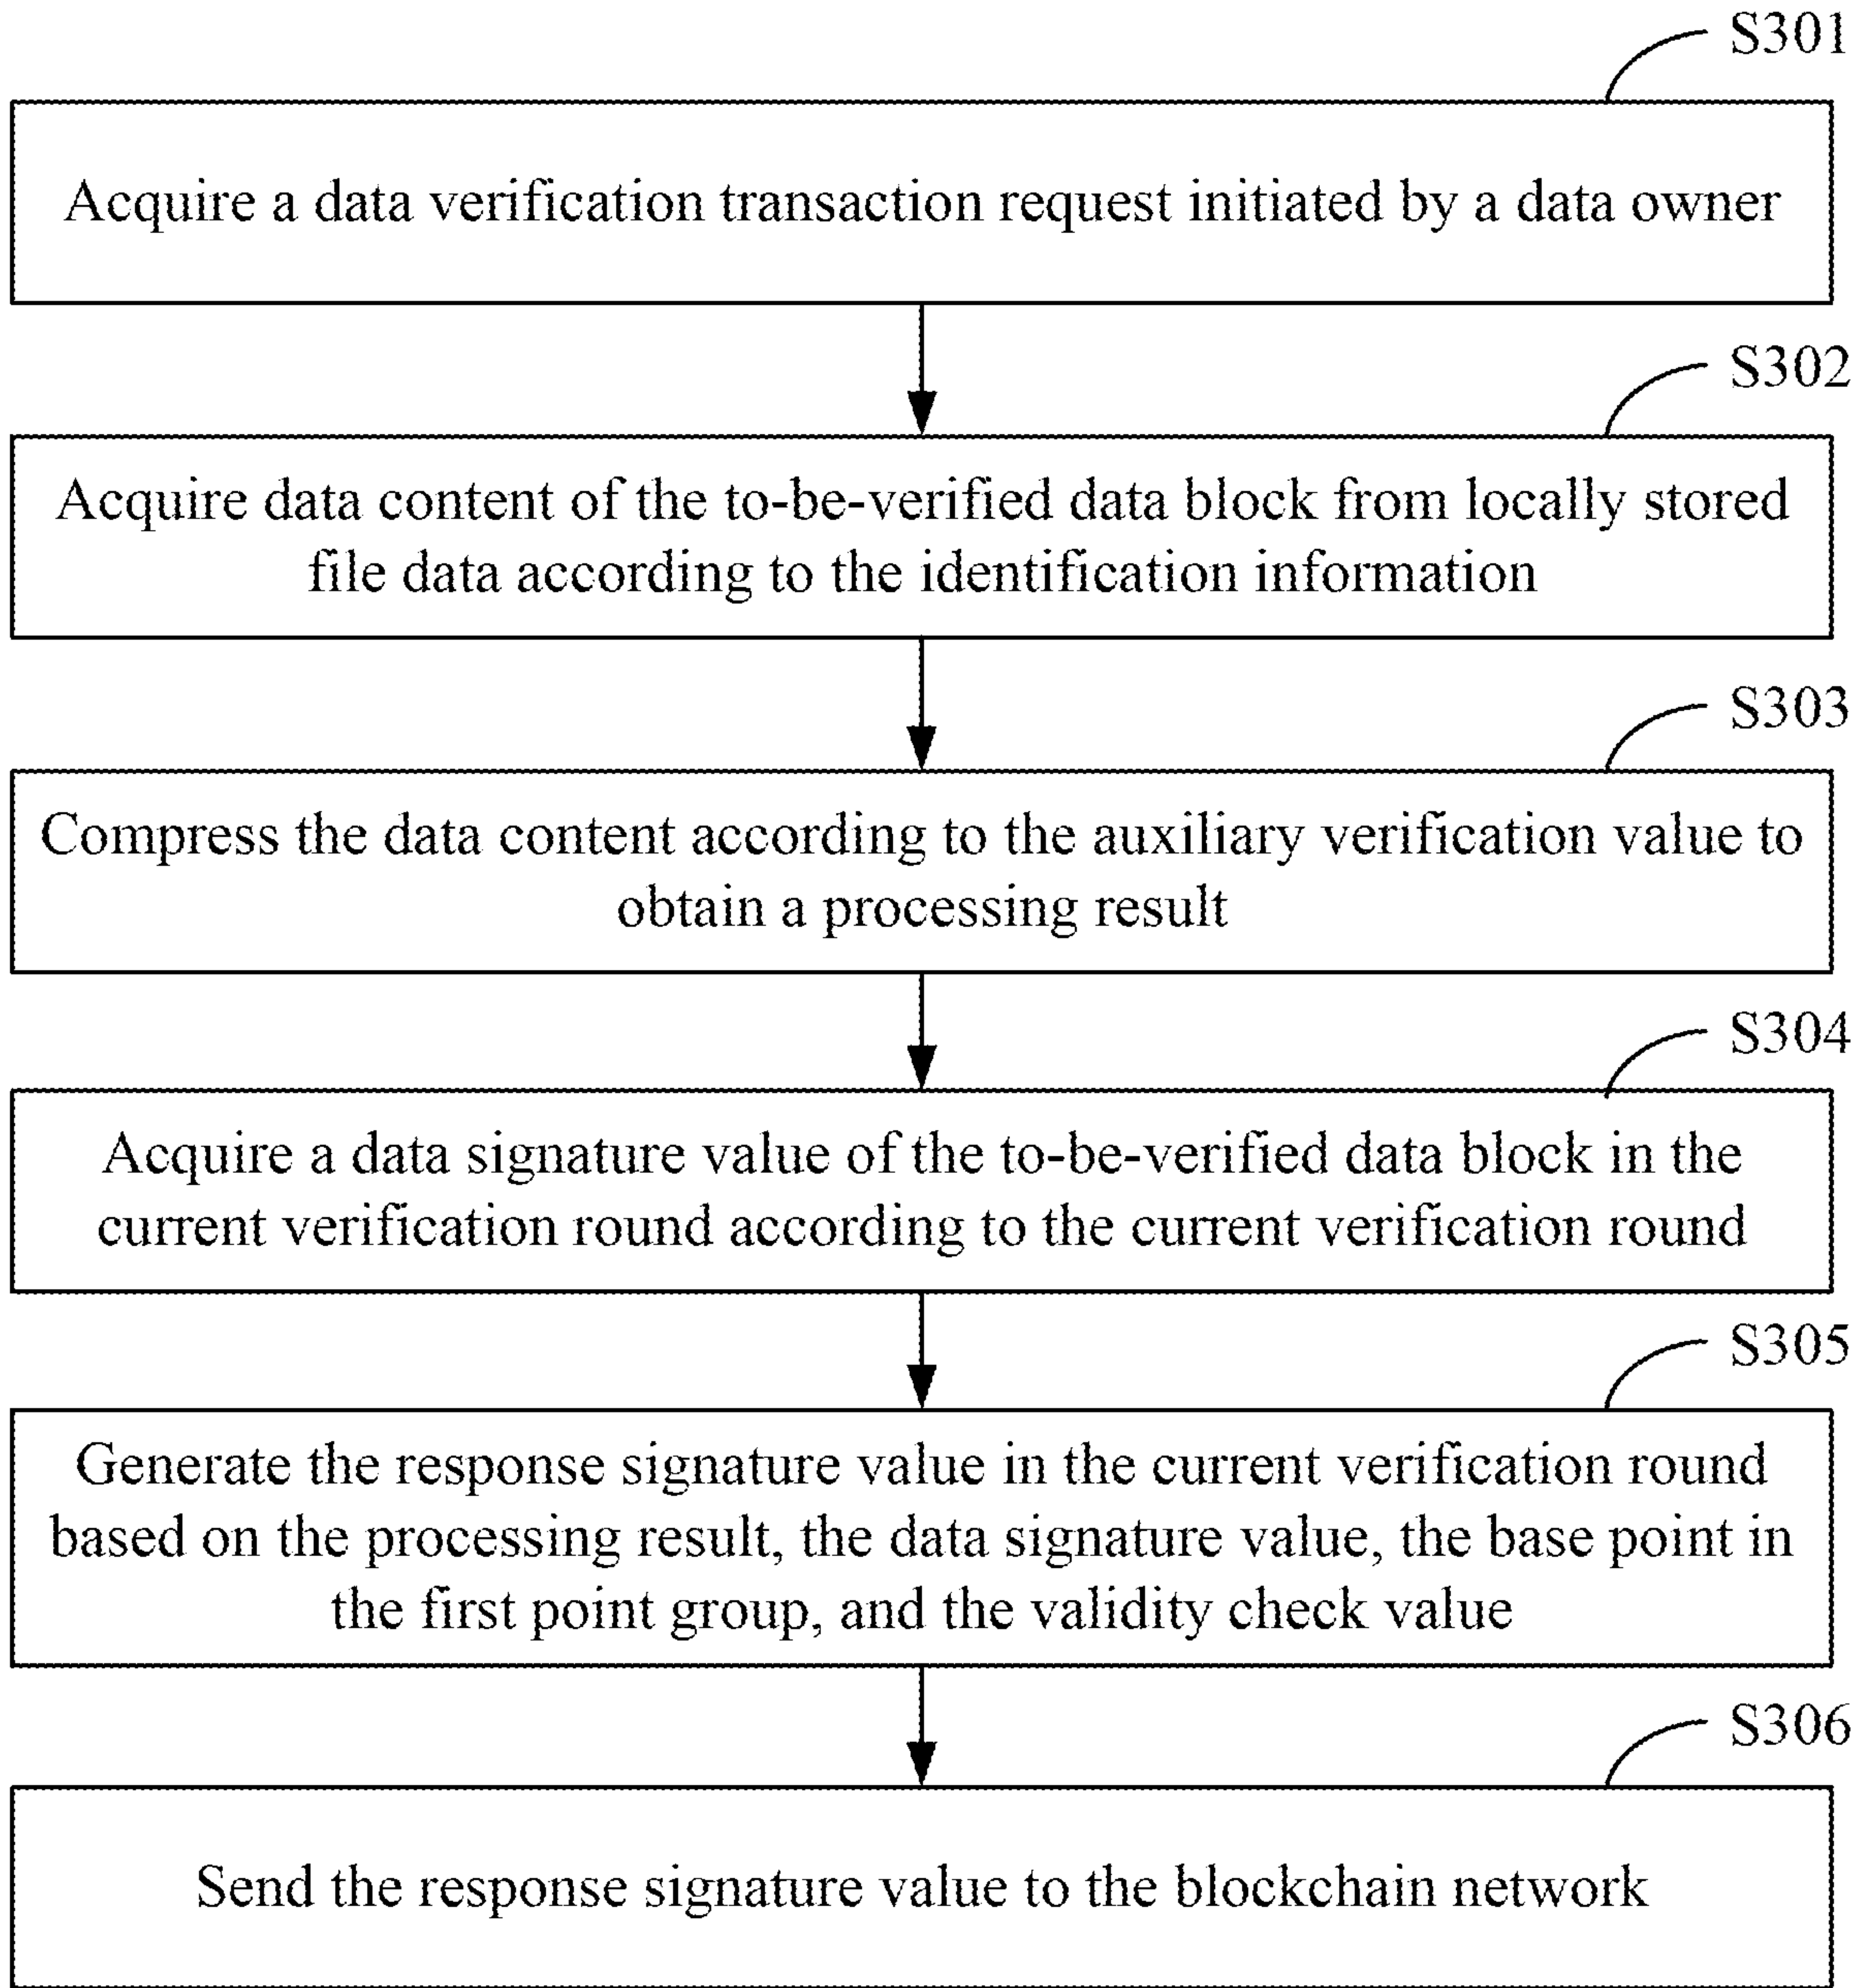 S301
Acquire a data verification transaction request initiated by a data owner
S302
Acquire data content of the to-be-verified data block from locally stored
file data according to the identification information
S303
Compress the data content according to the auxiliary verification value to
obtain a processing result
S304
Acquire a data signature value of the to-be-verified data block in the
current verification round according to the current verification round
S305
Generate the response signature value in the current verification round
based on the processing result, the data signature value, the base point in
the first point group, and the validity check value
S306
Send the response signature value to the blockchain network